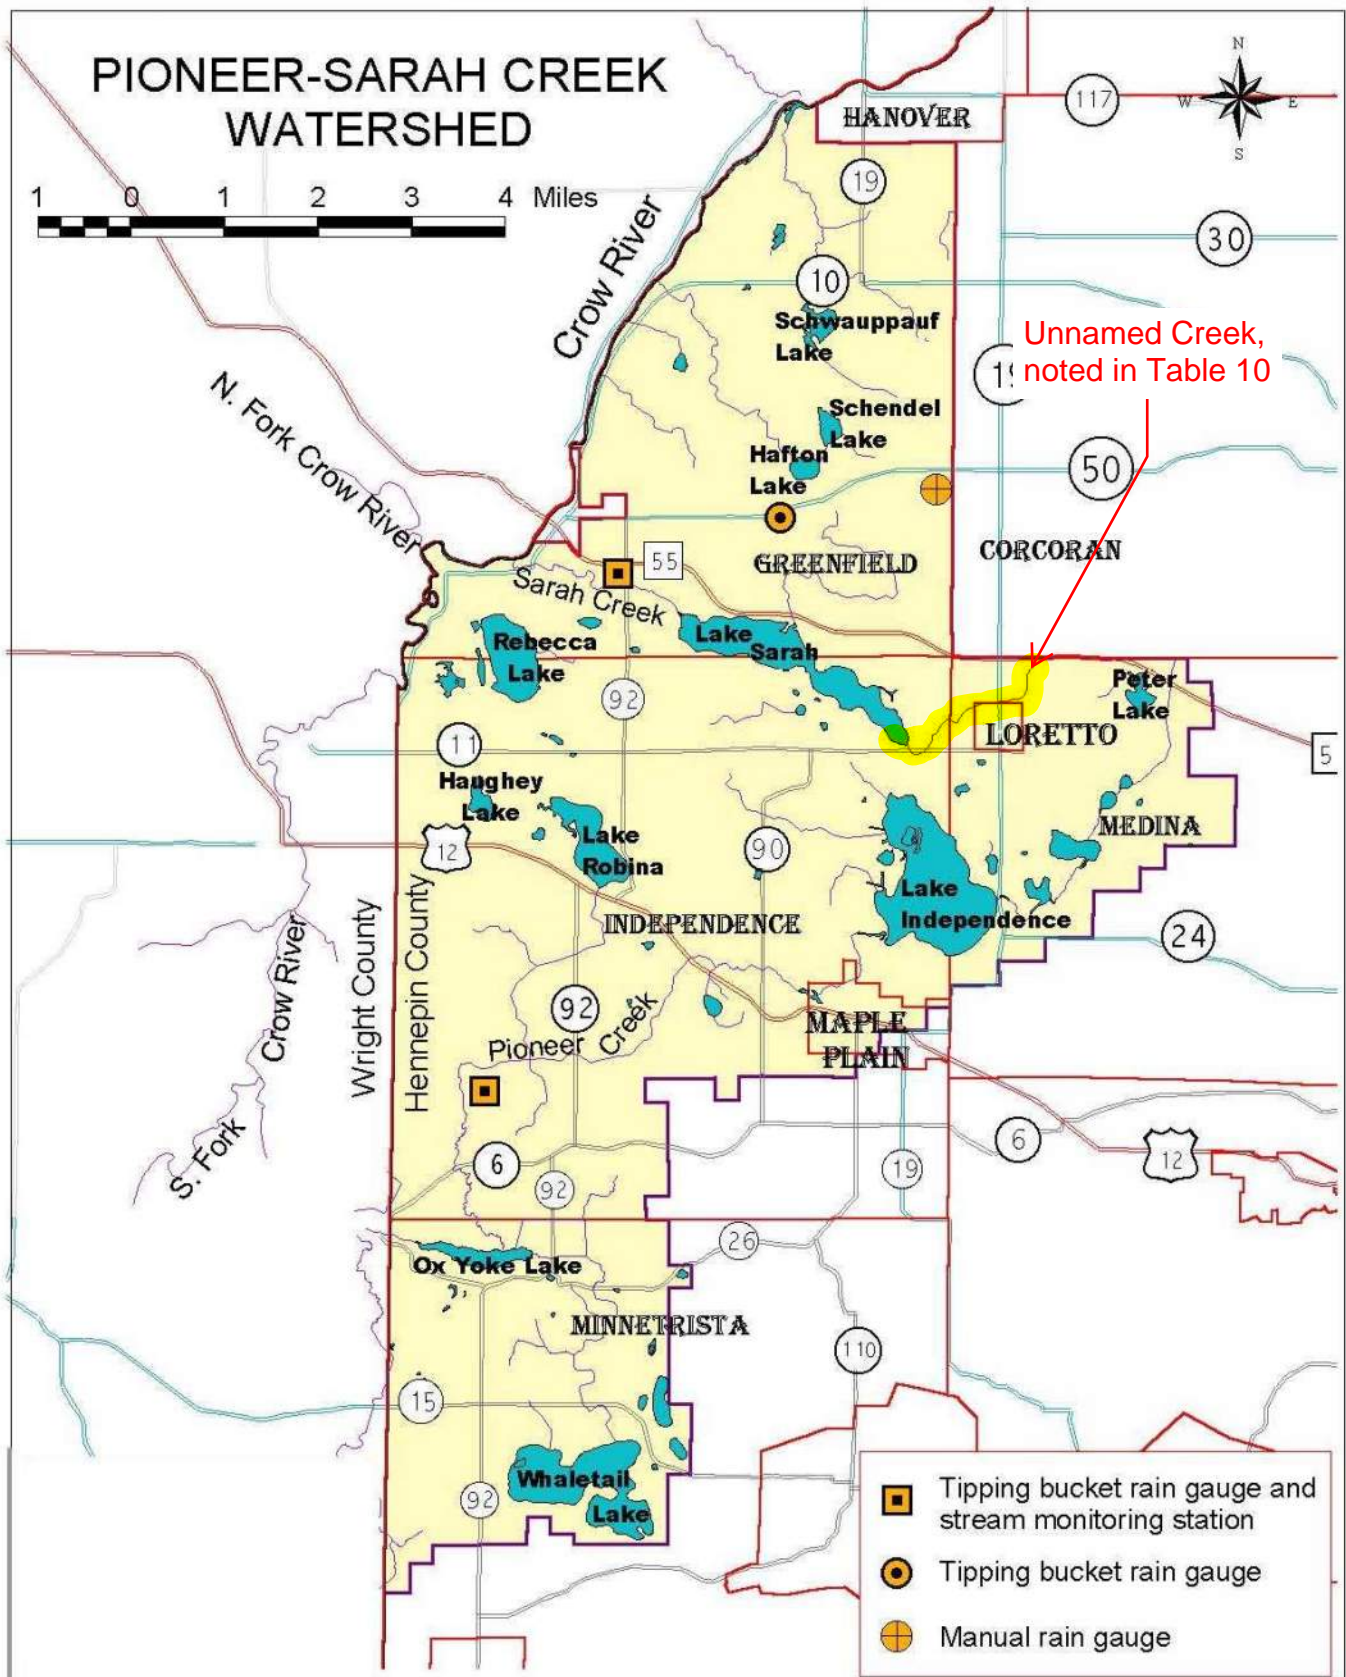 PIONEER-SARAH CREEK
WATERSHED
1 0 1 2 3 4 Miles
N
W E
S
HANOVER
117
19
30
Crow River
10
Schwauppauf
Lake
Unnamed Creek,
noted in Table 10
N. Fork Crow River
Schendel
Lake
Hafton
Lake
50
CORCORAN
GREENFIELD
55
Sarah Creek
Rebecca
Lake
Lake
Sarah
92
Peter
Lake
LORETTO
11
5
Haughey
Lake
12
Lake
Robina
90
MEDINA
Lake
Independence
INDEPENDENCE
24
Crow River
S. Fork
Wright County
Hennepin County
92
Pioneer Creek
MAPLE
PLAIN
6
92
19
6
12
26
Ox Yoke Lake
MINNETRISTA
110
15
Whaletail
Lake
92
Tipping bucket rain gauge and
stream monitoring station
Tipping bucket rain gauge
Manual rain gauge